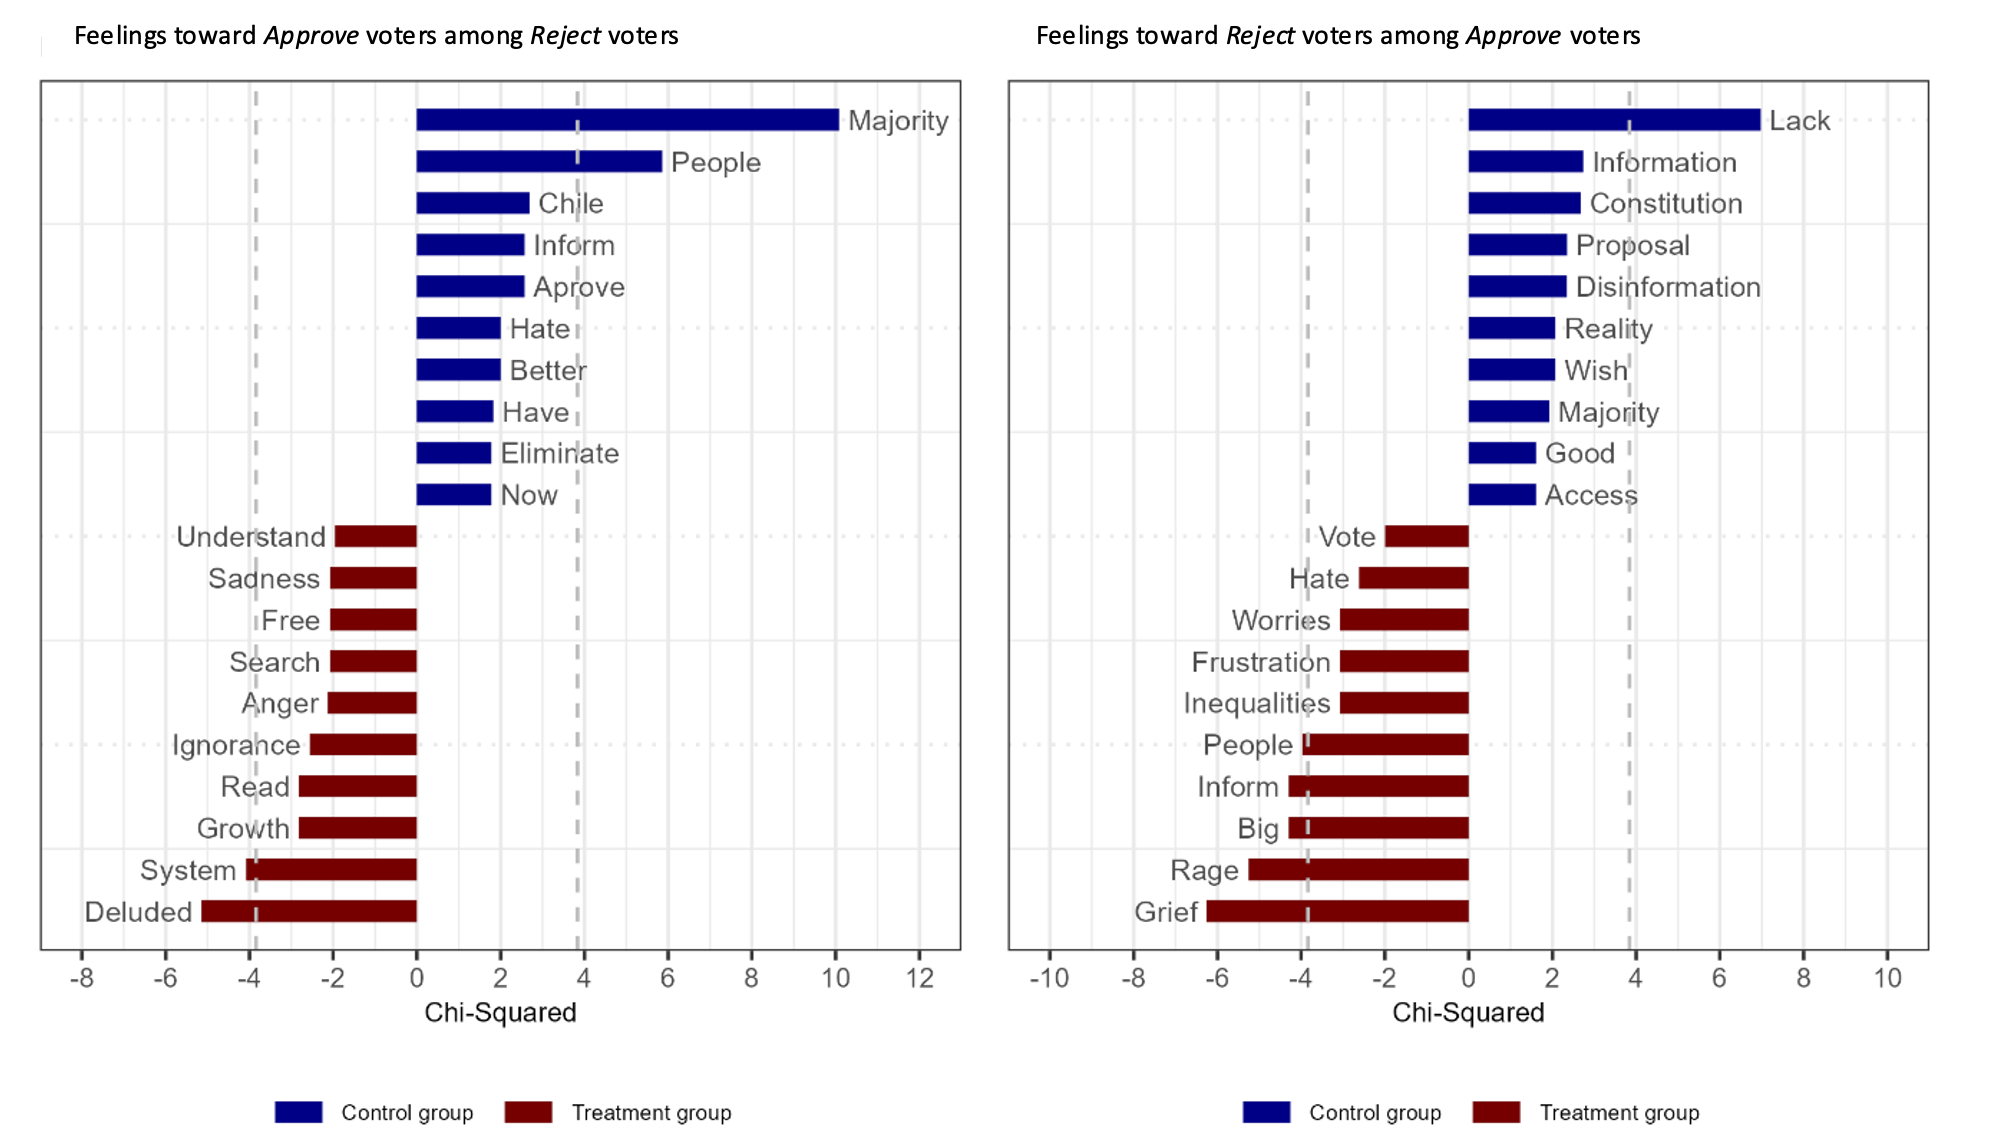 Feelings toward Approve voters among Reject voters
Majority
People
Chile
Inform
Aprove
Hate
Better
Have
Eliminate
Now
Understand
Sadness
Free
Search
Anger
Ignorance
Read
Growth
System
Deluded
-8 -6 -4 -2 0 2 4 6 8 10 12
Chi-Squared
Control group Treatment group
Feelings toward Reject voters among Approve voters
Lack
Information
Constitution
Proposal
Disinformation
Reality
Wish
Majority
Good
Access
Vote
Hate
Worries
Frustration
Inequalities
People
Inform
Big
Rage
Grief
-10 -8 -6 -4 -2 0 2 4 6 8 10
Chi-Squared
Control group Treatment group